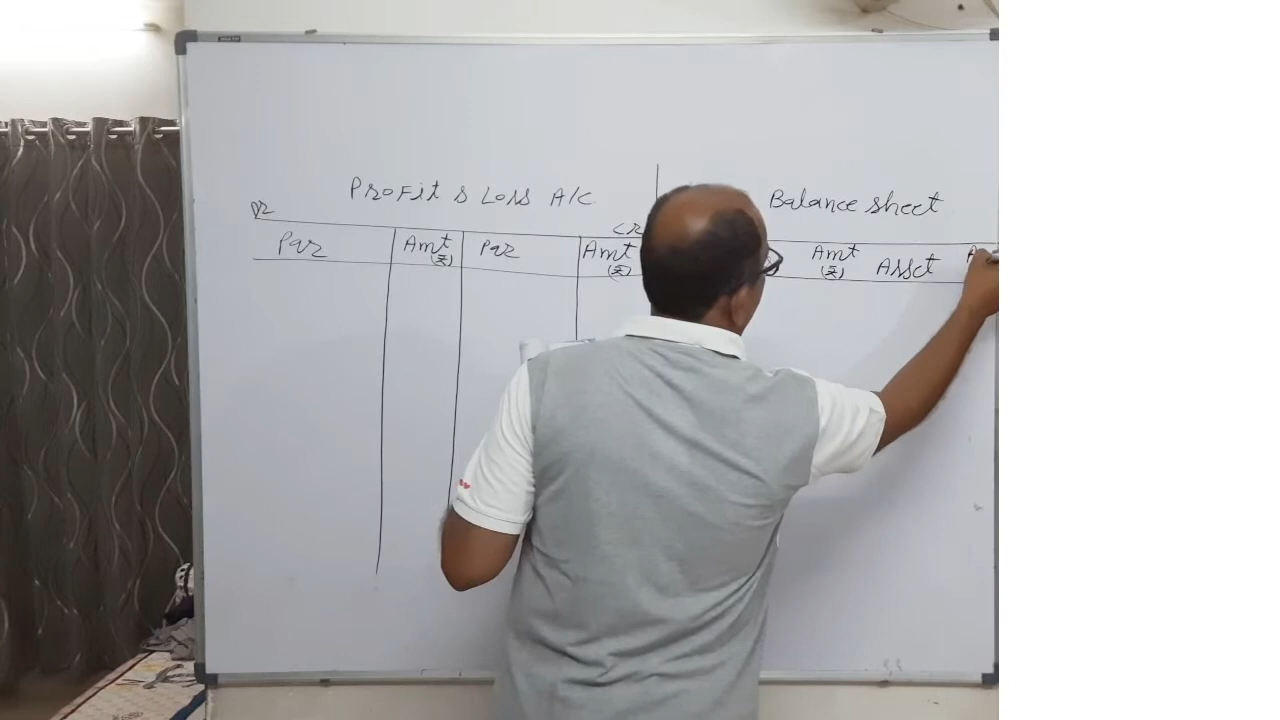 Profit & Loss A/C
Dr
Cr
Par Amt Par Amt
(₹) (₹)
Balance sheet
Amt Asset A
(₹)